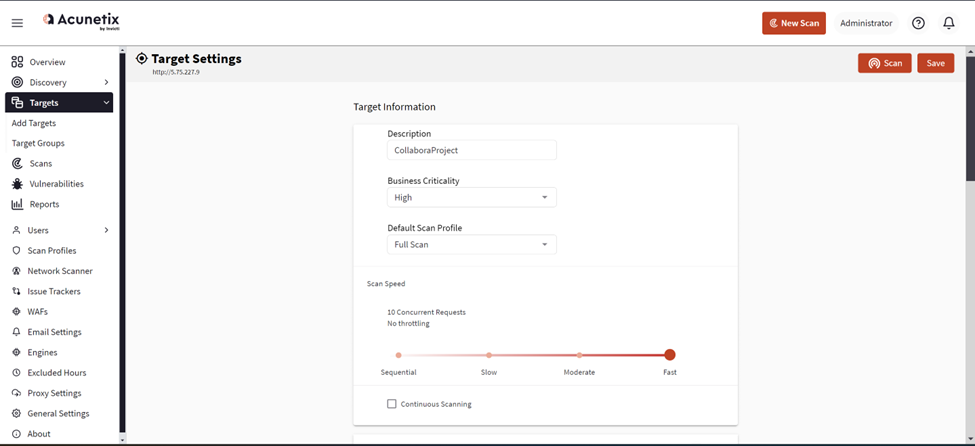 Acunetix
by Invicti
New Scan
Administrator
Overview
Discovery
Targets
Add Targets
Target Groups
Scans
Vulnerabilities
Reports
Users
Scan Profiles
Network Scanner
Issue Trackers
WAFs
Email Settings
Engines
Excluded Hours
Proxy Settings
General Settings
About
Target Settings
http://5.75.227.9
Scan
Save
Target Information
Description
CollaboraProject
Business Criticality
High
Default Scan Profile
Full Scan
Scan Speed
10 Concurrent Requests
No throttling
Sequential Slow Moderate Fast
Continuous Scanning